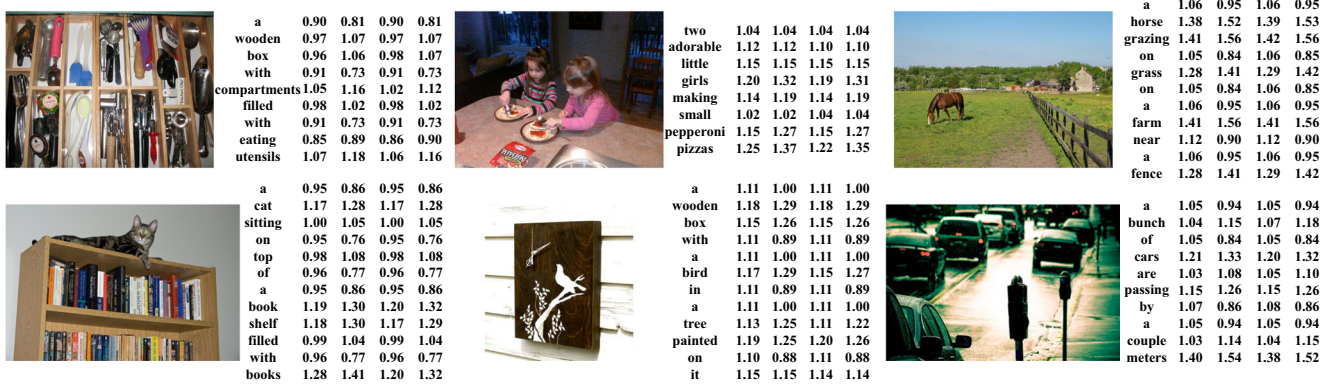 a 0.90 0.81 0.90 0.81
wooden 0.97 1.07 0.97 1.07
box 0.96 1.06 0.98 1.07
with 0.91 0.73 0.91 0.73
compartments 1.05 1.16 1.02 1.12
filled 0.98 1.02 0.98 1.02
with 0.91 0.73 0.91 0.73
eating 0.85 0.89 0.86 0.90
utensils 1.07 1.18 1.06 1.16
two 1.04 1.04 1.04 1.04
adorable 1.12 1.12 1.10 1.10
little 1.15 1.15 1.15 1.15
girls 1.20 1.32 1.19 1.31
making 1.14 1.19 1.14 1.19
small 1.02 1.02 1.04 1.04
pepperoni 1.15 1.27 1.15 1.27
pizzas 1.25 1.37 1.22 1.35
PEPPERONI
a 1.06 0.95 1.06 0.95
horse 1.38 1.52 1.39 1.53
grazing 1.41 1.56 1.42 1.56
on 1.05 0.84 1.06 0.85
grass 1.28 1.41 1.29 1.42
on 1.05 0.84 1.06 0.85
a 1.06 0.95 1.06 0.95
farm 1.41 1.56 1.41 1.56
near 1.12 0.90 1.12 0.90
a 1.06 0.95 1.06 0.95
fence 1.28 1.41 1.29 1.42
a 0.95 0.86 0.95 0.86
cat 1.17 1.28 1.17 1.28
sitting 1.00 1.05 1.00 1.05
on 0.95 0.76 0.95 0.76
top 0.98 1.08 0.98 1.08
of 0.96 0.77 0.96 0.77
a 0.95 0.86 0.95 0.86
book 1.19 1.30 1.20 1.32
shelf 1.18 1.30 1.17 1.29
filled 0.99 1.04 0.99 1.04
with 0.96 0.77 0.96 0.77
books 1.28 1.41 1.20 1.32
a 1.11 1.00 1.11 1.00
wooden 1.18 1.29 1.18 1.29
box 1.15 1.26 1.15 1.26
with 1.11 0.89 1.11 0.89
a 1.11 1.00 1.11 1.00
bird 1.17 1.29 1.15 1.27
in 1.11 0.89 1.11 0.89
a 1.11 1.00 1.11 1.00
tree 1.13 1.25 1.11 1.22
painted 1.19 1.25 1.20 1.26
on 1.10 0.88 1.11 0.88
it 1.15 1.15 1.14 1.14
a 1.05 0.94 1.05 0.94
bunch 1.04 1.15 1.07 1.18
of 1.05 0.84 1.05 0.84
cars 1.21 1.33 1.20 1.32
are 1.03 1.08 1.05 1.10
passing 1.15 1.26 1.15 1.26
by 1.07 0.86 1.08 0.86
a 1.05 0.94 1.05 0.94
couple 1.03 1.14 1.04 1.15
meters 1.40 1.54 1.38 1.52